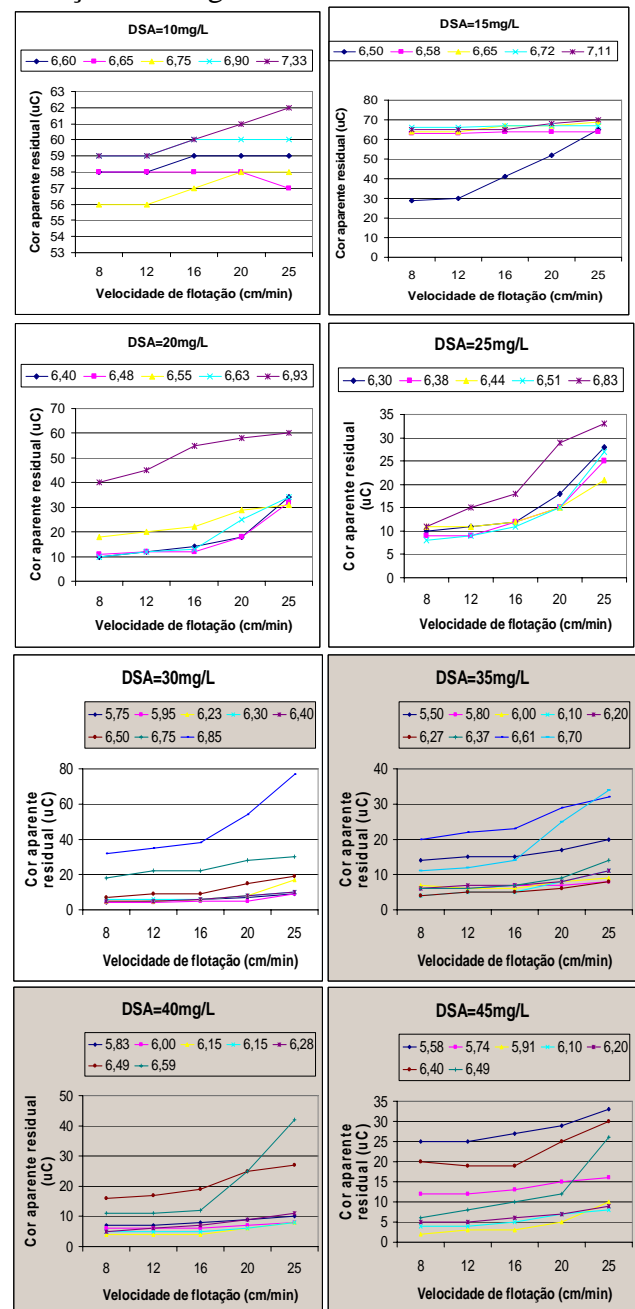 DSA=10mg/L
6,60 6,65 6,75 6,90 7,33
62
61
60
59
58
57
56
55
54
53
Cor aparente residual (uC)
8 12 16 20 25
Velocidade de flotação (cm/min)
DSA=15mg/L
6,50 6,58 6,65 6,72 7,11
80
70
60
50
40
30
20
10
0
Cor aparente residual (uC)
8 12 16 20 25
Velocidade de flotação (cm/min)
DSA=20mg/L
6,40 6,48 6,55 6,63 6,93
70
60
50
40
30
20
10
0
Cor aparente residual (uC)
8 12 16 20 25
Velocidade de flotação (cm/min)
DSA=25mg/L
6,30 6,38 6,44 6,51 6,83
35
30
25
20
15
10
5
0
Cor aparente residual
(uC)
8 12 16 20 25
Velocidade de flotação (cm/min)
DSA=30mg/L
5,75 5,95 6,23 6,30 6,40
6,50 6,75 6,85
80
60
40
20
0
Cor aparente
residual (uC)
8 12 16 20 25
Velocidade de flotação (cm/min)
DSA=35mg/L
5,50 5,80 6,00 6,10 6,20
6,27 6,37 6,61 6,70
40
30
20
10
0
Cor aparente
residual (uC)
8 12 16 20 25
Velocidade de flotação (cm/min)
DSA=40mg/L
5,83 6,00 6,15 6,15 6,28
6,49 6,59
50
40
30
20
10
0
Cor aparente residual
(uC)
8 12 16 20 25
Velocidade de flotação (cm/min)
DSA=45mg/L
5,58 5,74 5,91 6,10 6,20
6,40 6,49
35
30
25
20
15
10
5
0
Cor aparente
residual (uC)
8 12 16 20 25
Velocidade de flotação (cm/min)